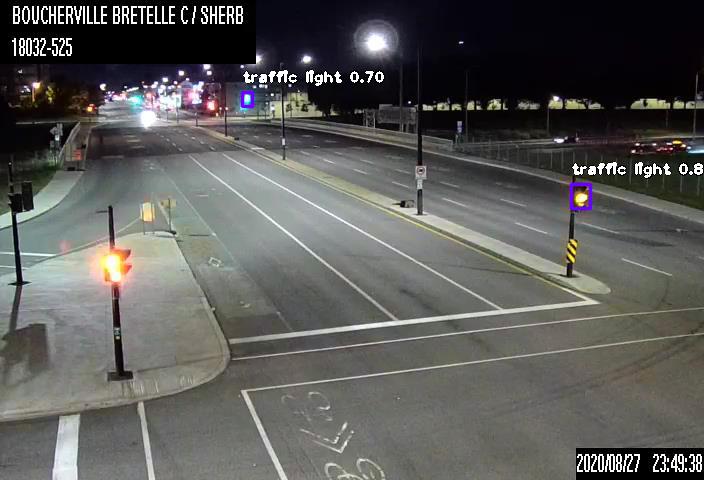 BOUCHERVILLE BRETELLE C / SHERB
18032-525
traffic light 0.70
traffic light 0.8
2020/08/27 23:49:38